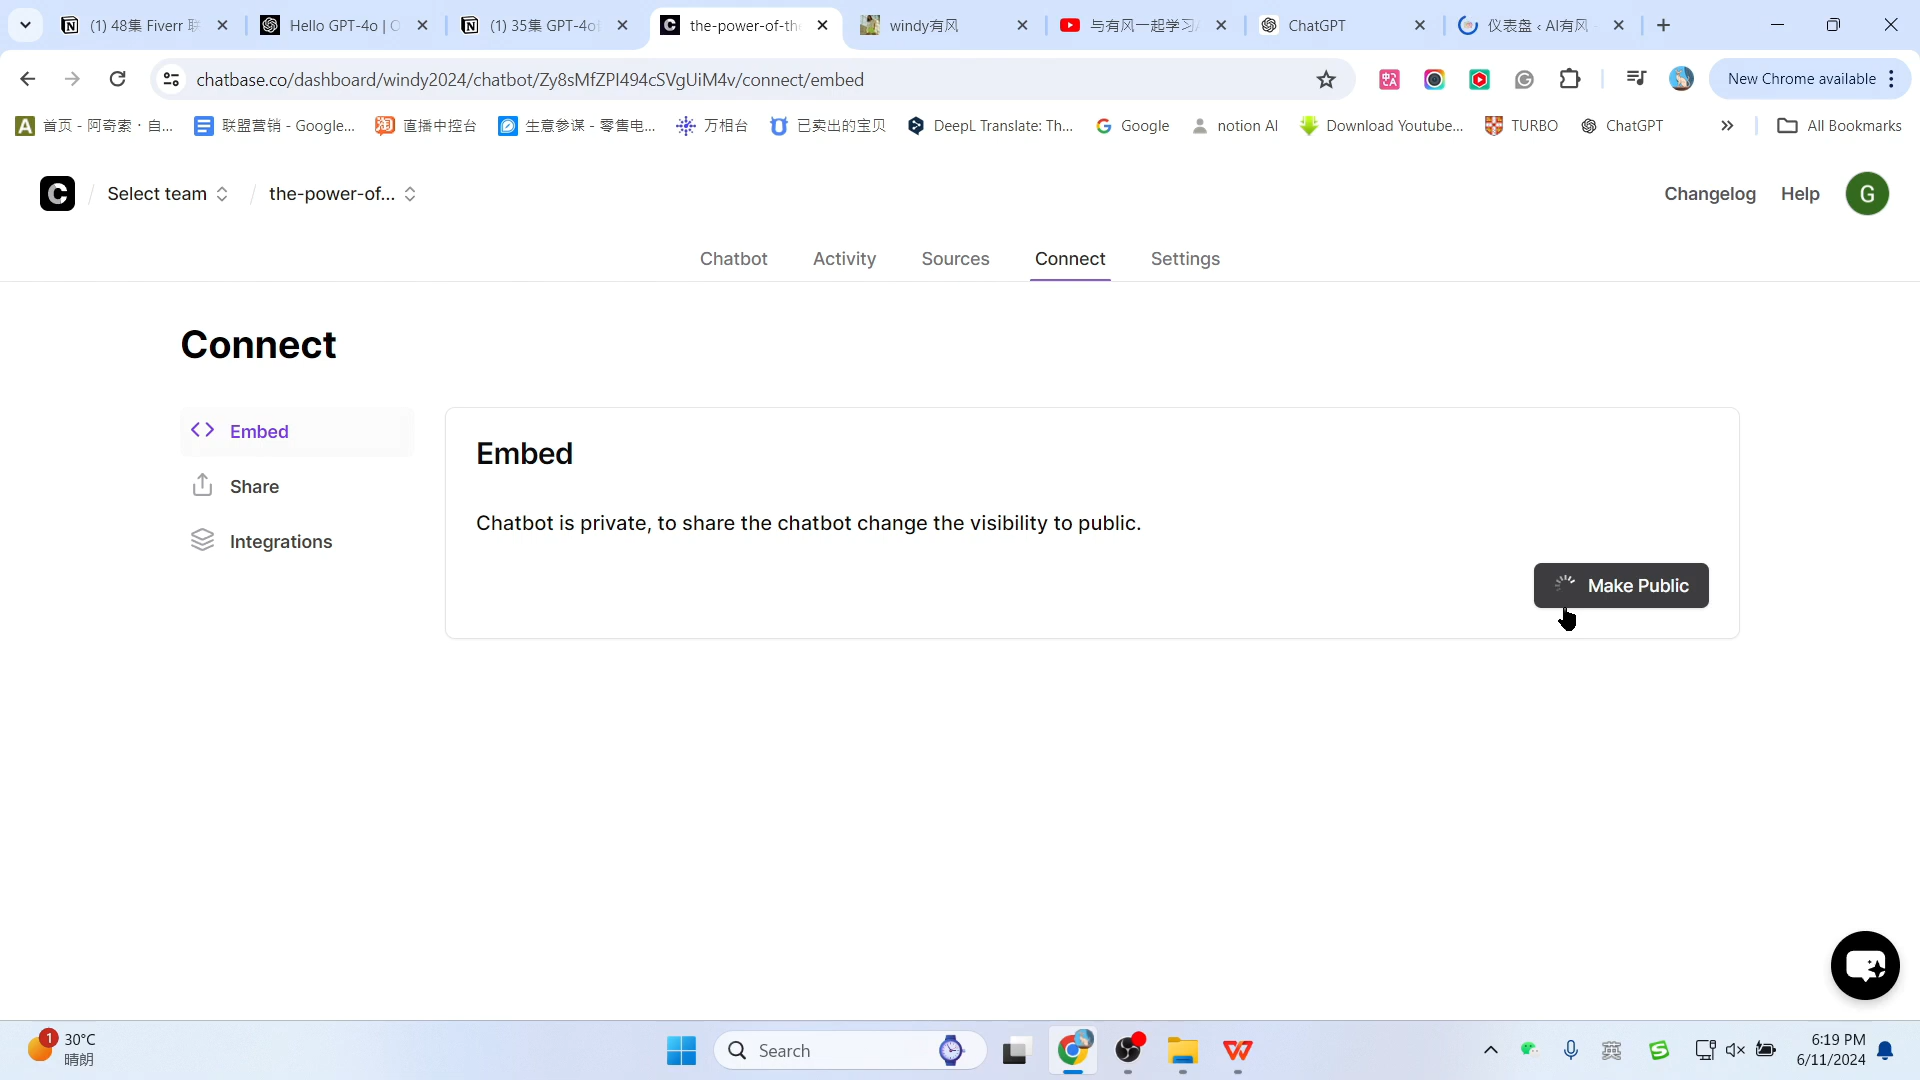 (1) 48集 Fiverr 联
Hello GPT-4o | O
(1) 35集 GPT-4o
the-power-of-th
windy有风
与有风一起学习
ChatGPT
仪表盘 ‹ AI有风
chatbase.co/dashboard/windy2024/chatbot/Zy8sMfZPI494cSVgUiM4v/connect/embed
New Chrome available
首页 - 阿奇索 · 自...
联盟营销 - Google...
直播中控台
生意参谋 - 零售电...
万相台
已卖出的宝贝
DeepL Translate: Th...
Google
notion AI
Download Youtube...
TURBO
ChatGPT
All Bookmarks
Select team
the-power-of...
Changelog
Help
G
Chatbot
Activity
Sources
Connect
Settings
Connect
Embed
Share
Integrations
Embed
Chatbot is private, to share the chatbot change the visibility to public.
Make Public
1
30°C
晴朗
Search
英
6:19 PM
6/11/2024